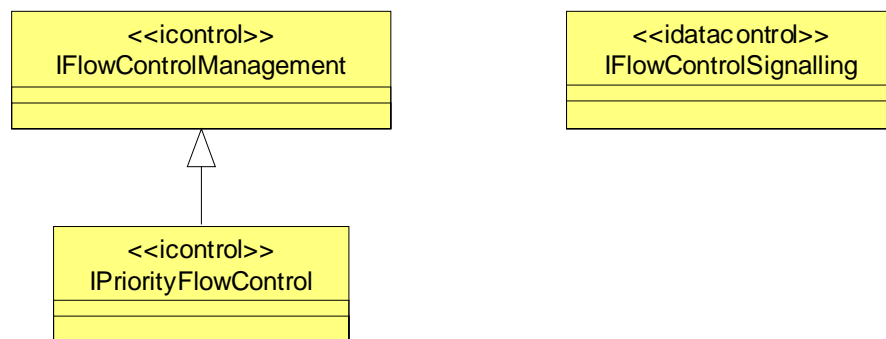 <<icontrol>>
IFlowControlManagement
<<idatacontrol>>
IFlowControlSignalling
<<icontrol>>
IPriorityFlowControl